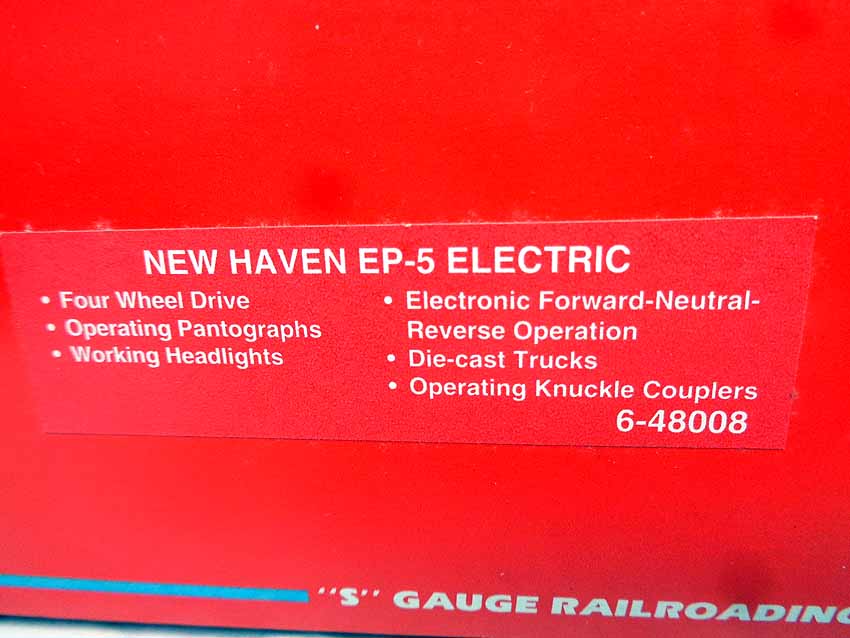 NEW HAVEN EP-5 ELECTRIC
• Four Wheel Drive
• Operating Pantographs
• Working Headlights
• Electronic Forward-Neutral-
Reverse Operation
• Die-cast Trucks
• Operating Knuckle Couplers
6-48008
"S" GAUGE RAILROADING